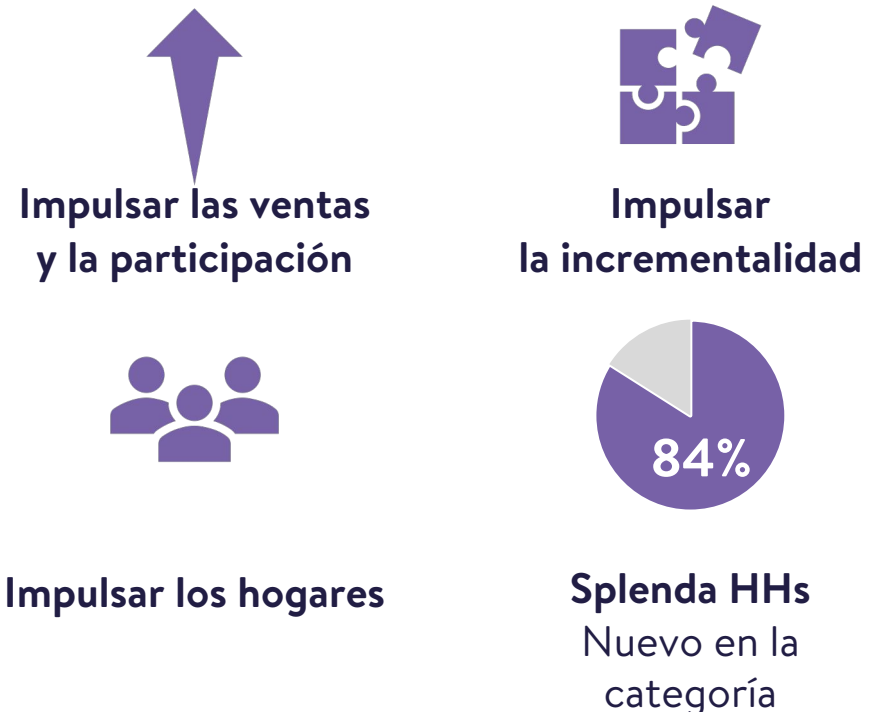 Impulsar las ventas
y la participación
Impulsar
la incrementalidad
84%
Impulsar los hogares
Splenda HHs
Nuevo en la
categoría